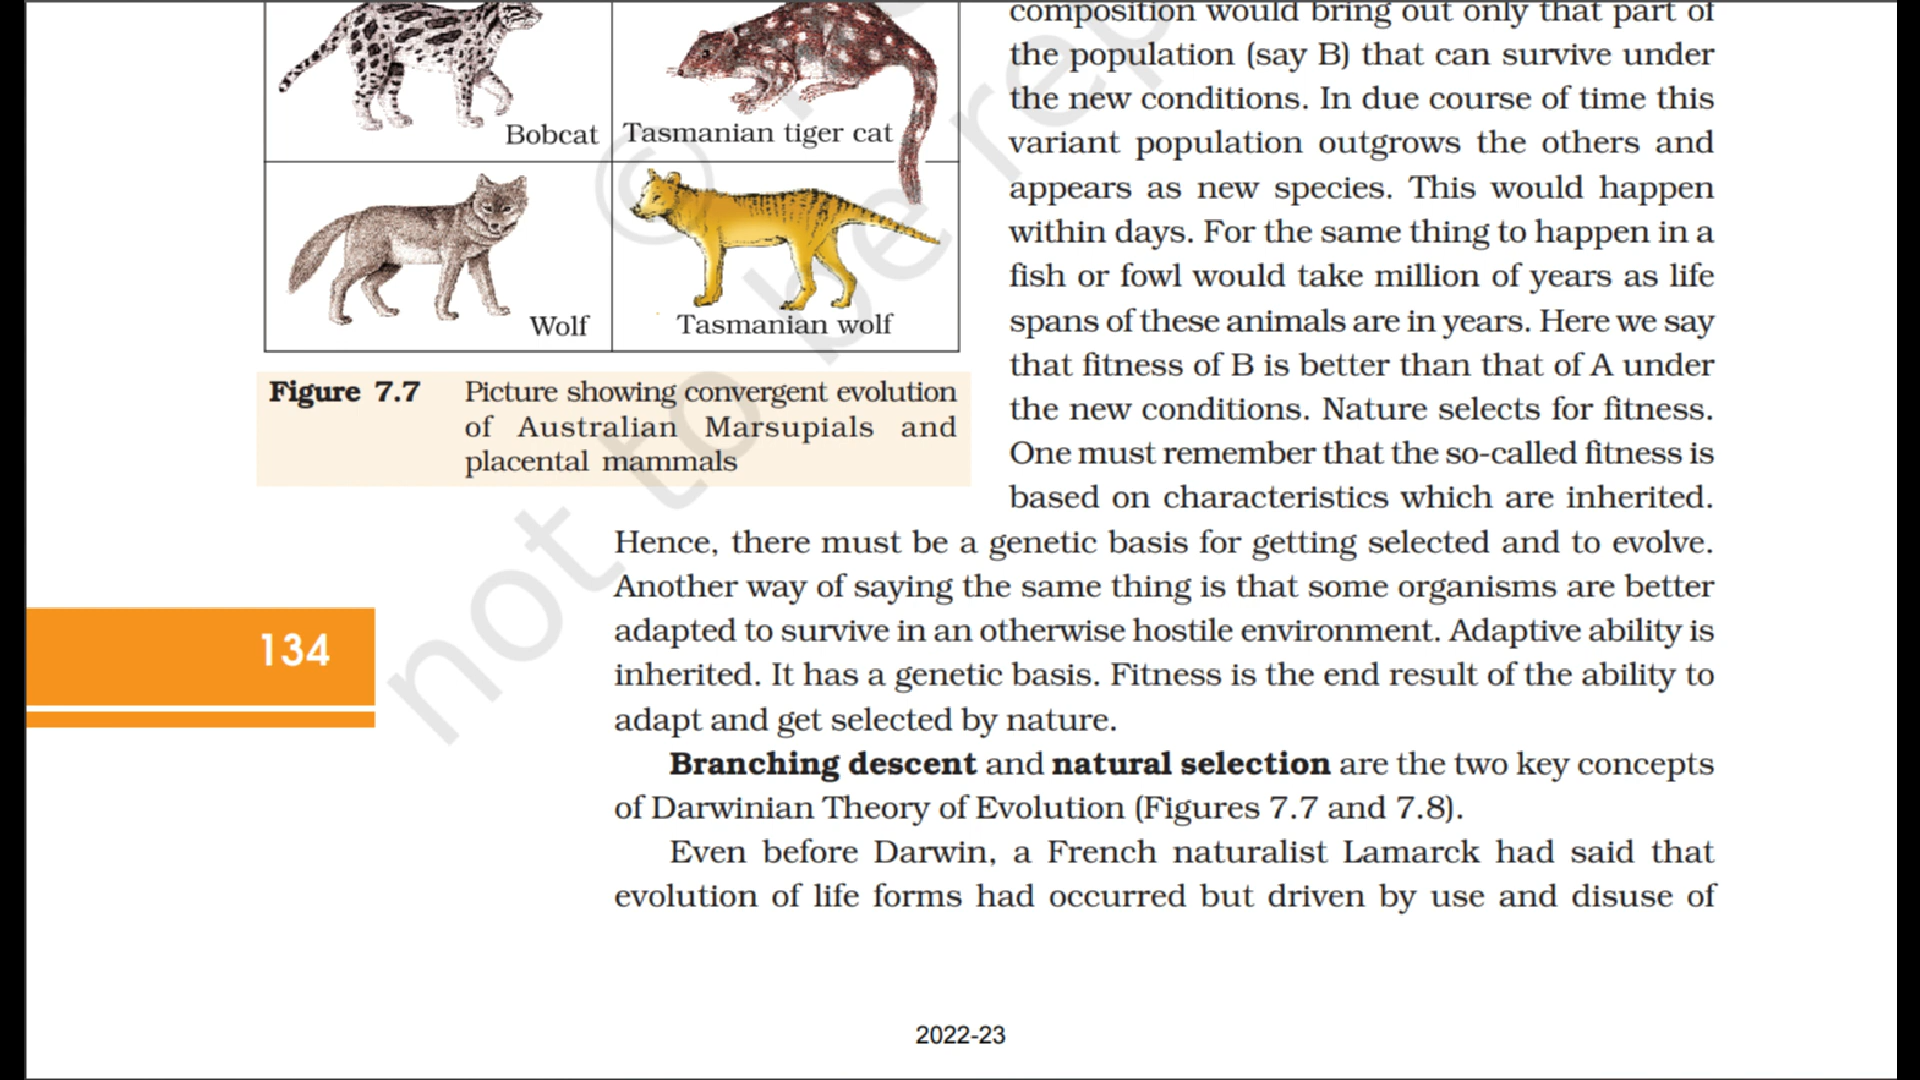 Bobcat
Tasmanian tiger cat
Wolf
Tasmanian wolf
Figure 7.7 Picture showing convergent evolution
of Australian Marsupials and
placental mammals
composition would bring out only that part of
the population (say B) that can survive under
the new conditions. In due course of time this
variant population outgrows the others and
appears as new species. This would happen
within days. For the same thing to happen in a
fish or fowl would take million of years as life
spans of these animals are in years. Here we say
that fitness of B is better than that of A under
the new conditions. Nature selects for fitness.
One must remember that the so-called fitness is
based on characteristics which are inherited.
Hence, there must be a genetic basis for getting selected and to evolve.
Another way of saying the same thing is that some organisms are better
adapted to survive in an otherwise hostile environment. Adaptive ability is
inherited. It has a genetic basis. Fitness is the end result of the ability to
adapt and get selected by nature.
Branching descent and natural selection are the two key concepts
of Darwinian Theory of Evolution (Figures 7.7 and 7.8).
Even before Darwin, a French naturalist Lamarck had said that
evolution of life forms had occurred but driven by use and disuse of
134
©
not to be rep
2022-23